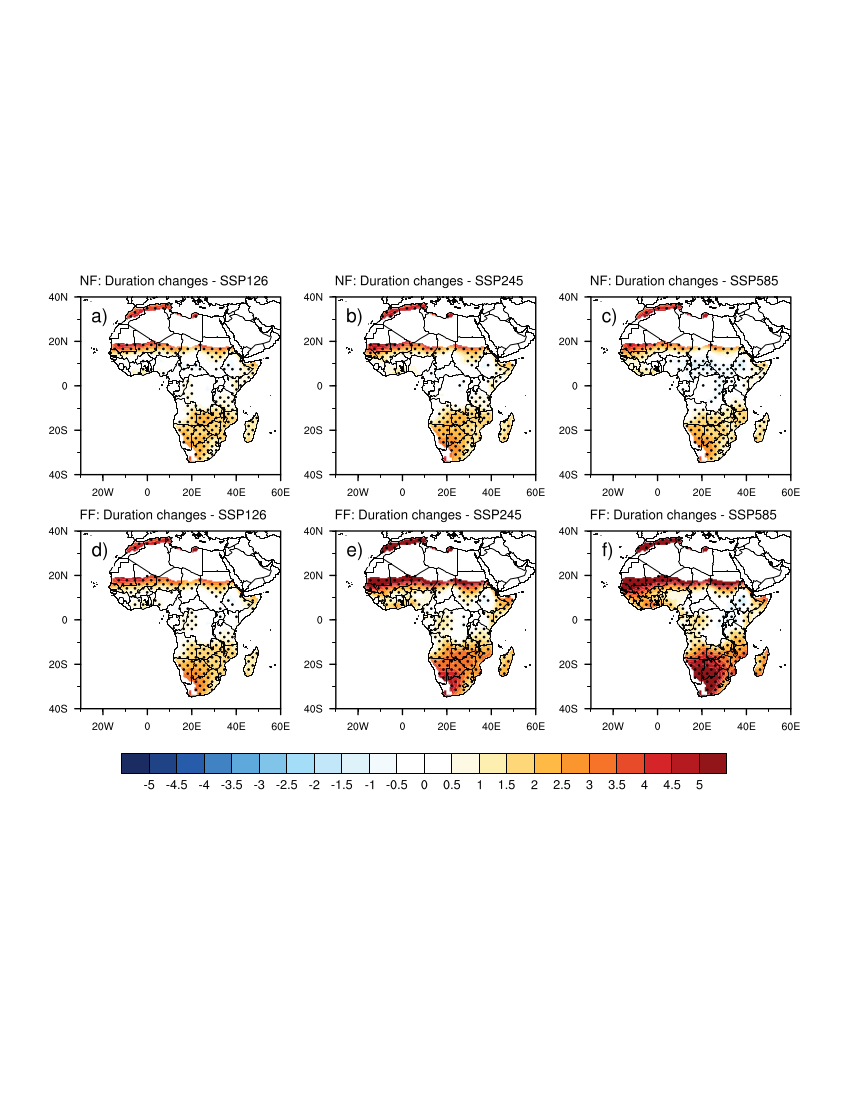 NF: Duration changes - SSP126
NF: Duration changes - SSP245
NF: Duration changes - SSP585
40N
20N
0
20S
40S
a)
b)
c)
20W 0 20E 40E 60E
20W 0 20E 40E 60E
20W 0 20E 40E 60E
40N
20N
0
20S
40S
40N
20N
0
20S
40S
FF: Duration changes - SSP126
FF: Duration changes - SSP245
FF: Duration changes - SSP585
40N
20N
0
20S
40S
d)
e)
f)
20W 0 20E 40E 60E
20W 0 20E 40E 60E
20W 0 20E 40E 60E
40N
20N
0
20S
40S
40N
20N
0
20S
40S
-5 -4.5 -4 -3.5 -3 -2.5 -2 -1.5 -1 -0.5 0 0.5 1 1.5 2 2.5 3 3.5 4 4.5 5